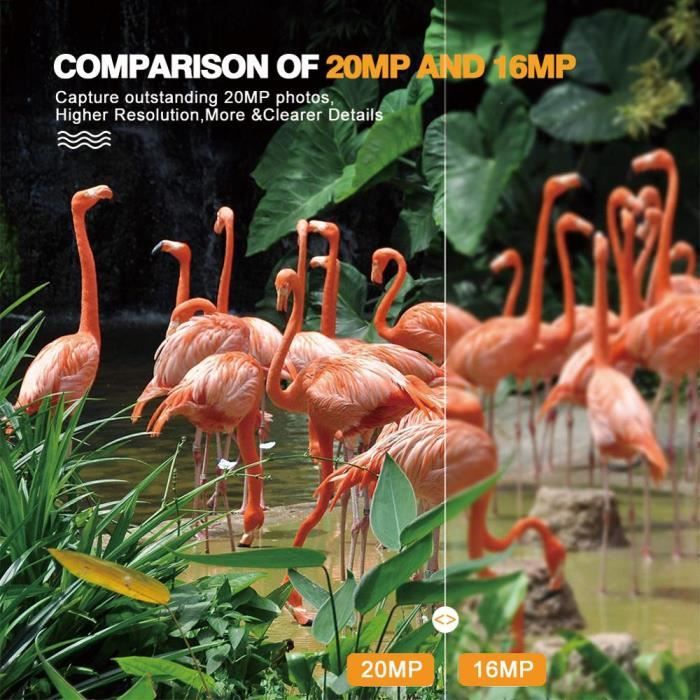 COMPARISON OF 20MP AND 16MP
Capture outstanding 20MP photos,
Higher Resolution,More &Clearer Details
20MP
16MP